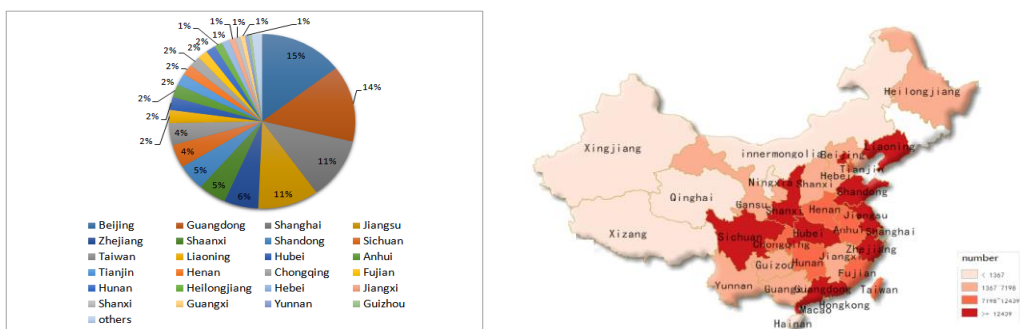 1% 1% 1% 1% 1%
2%
2%
2%
2%
2%
2%
2%
2%
4%
4%
5%
5%
6%
11%
11%
14%
15%
Beijing Guangdong Shanghai Jiangsu
Zhejiang Shaanxi Shandong Sichuan
Taiwan Liaoning Hubei Anhui
Tianjin Henan Chongqing Fujian
Hunan Heilongjiang Hebei Jiangxi
Shanxi Guangxi Yunnan Guizhou
others
Heilongjiang
Xingjiang
innermongolia
Beijing
Liaoning
Tianjin
Hebei
Ningxia
Shanxi
Shandong
Qinghai
Gansu
Shanxi
Henan
Jiangsu
Xizang
Sichuan
Hubei
Anhui
Shanghai
Chongqing
Zhejiang
Guizou
Hunan
Jiangxi
Yunnan
Fujian
Guangdong
Taiwan
Hongkong
Macao
Hainan
number
< 1367
1367 7198
7198~12439
>= 12439